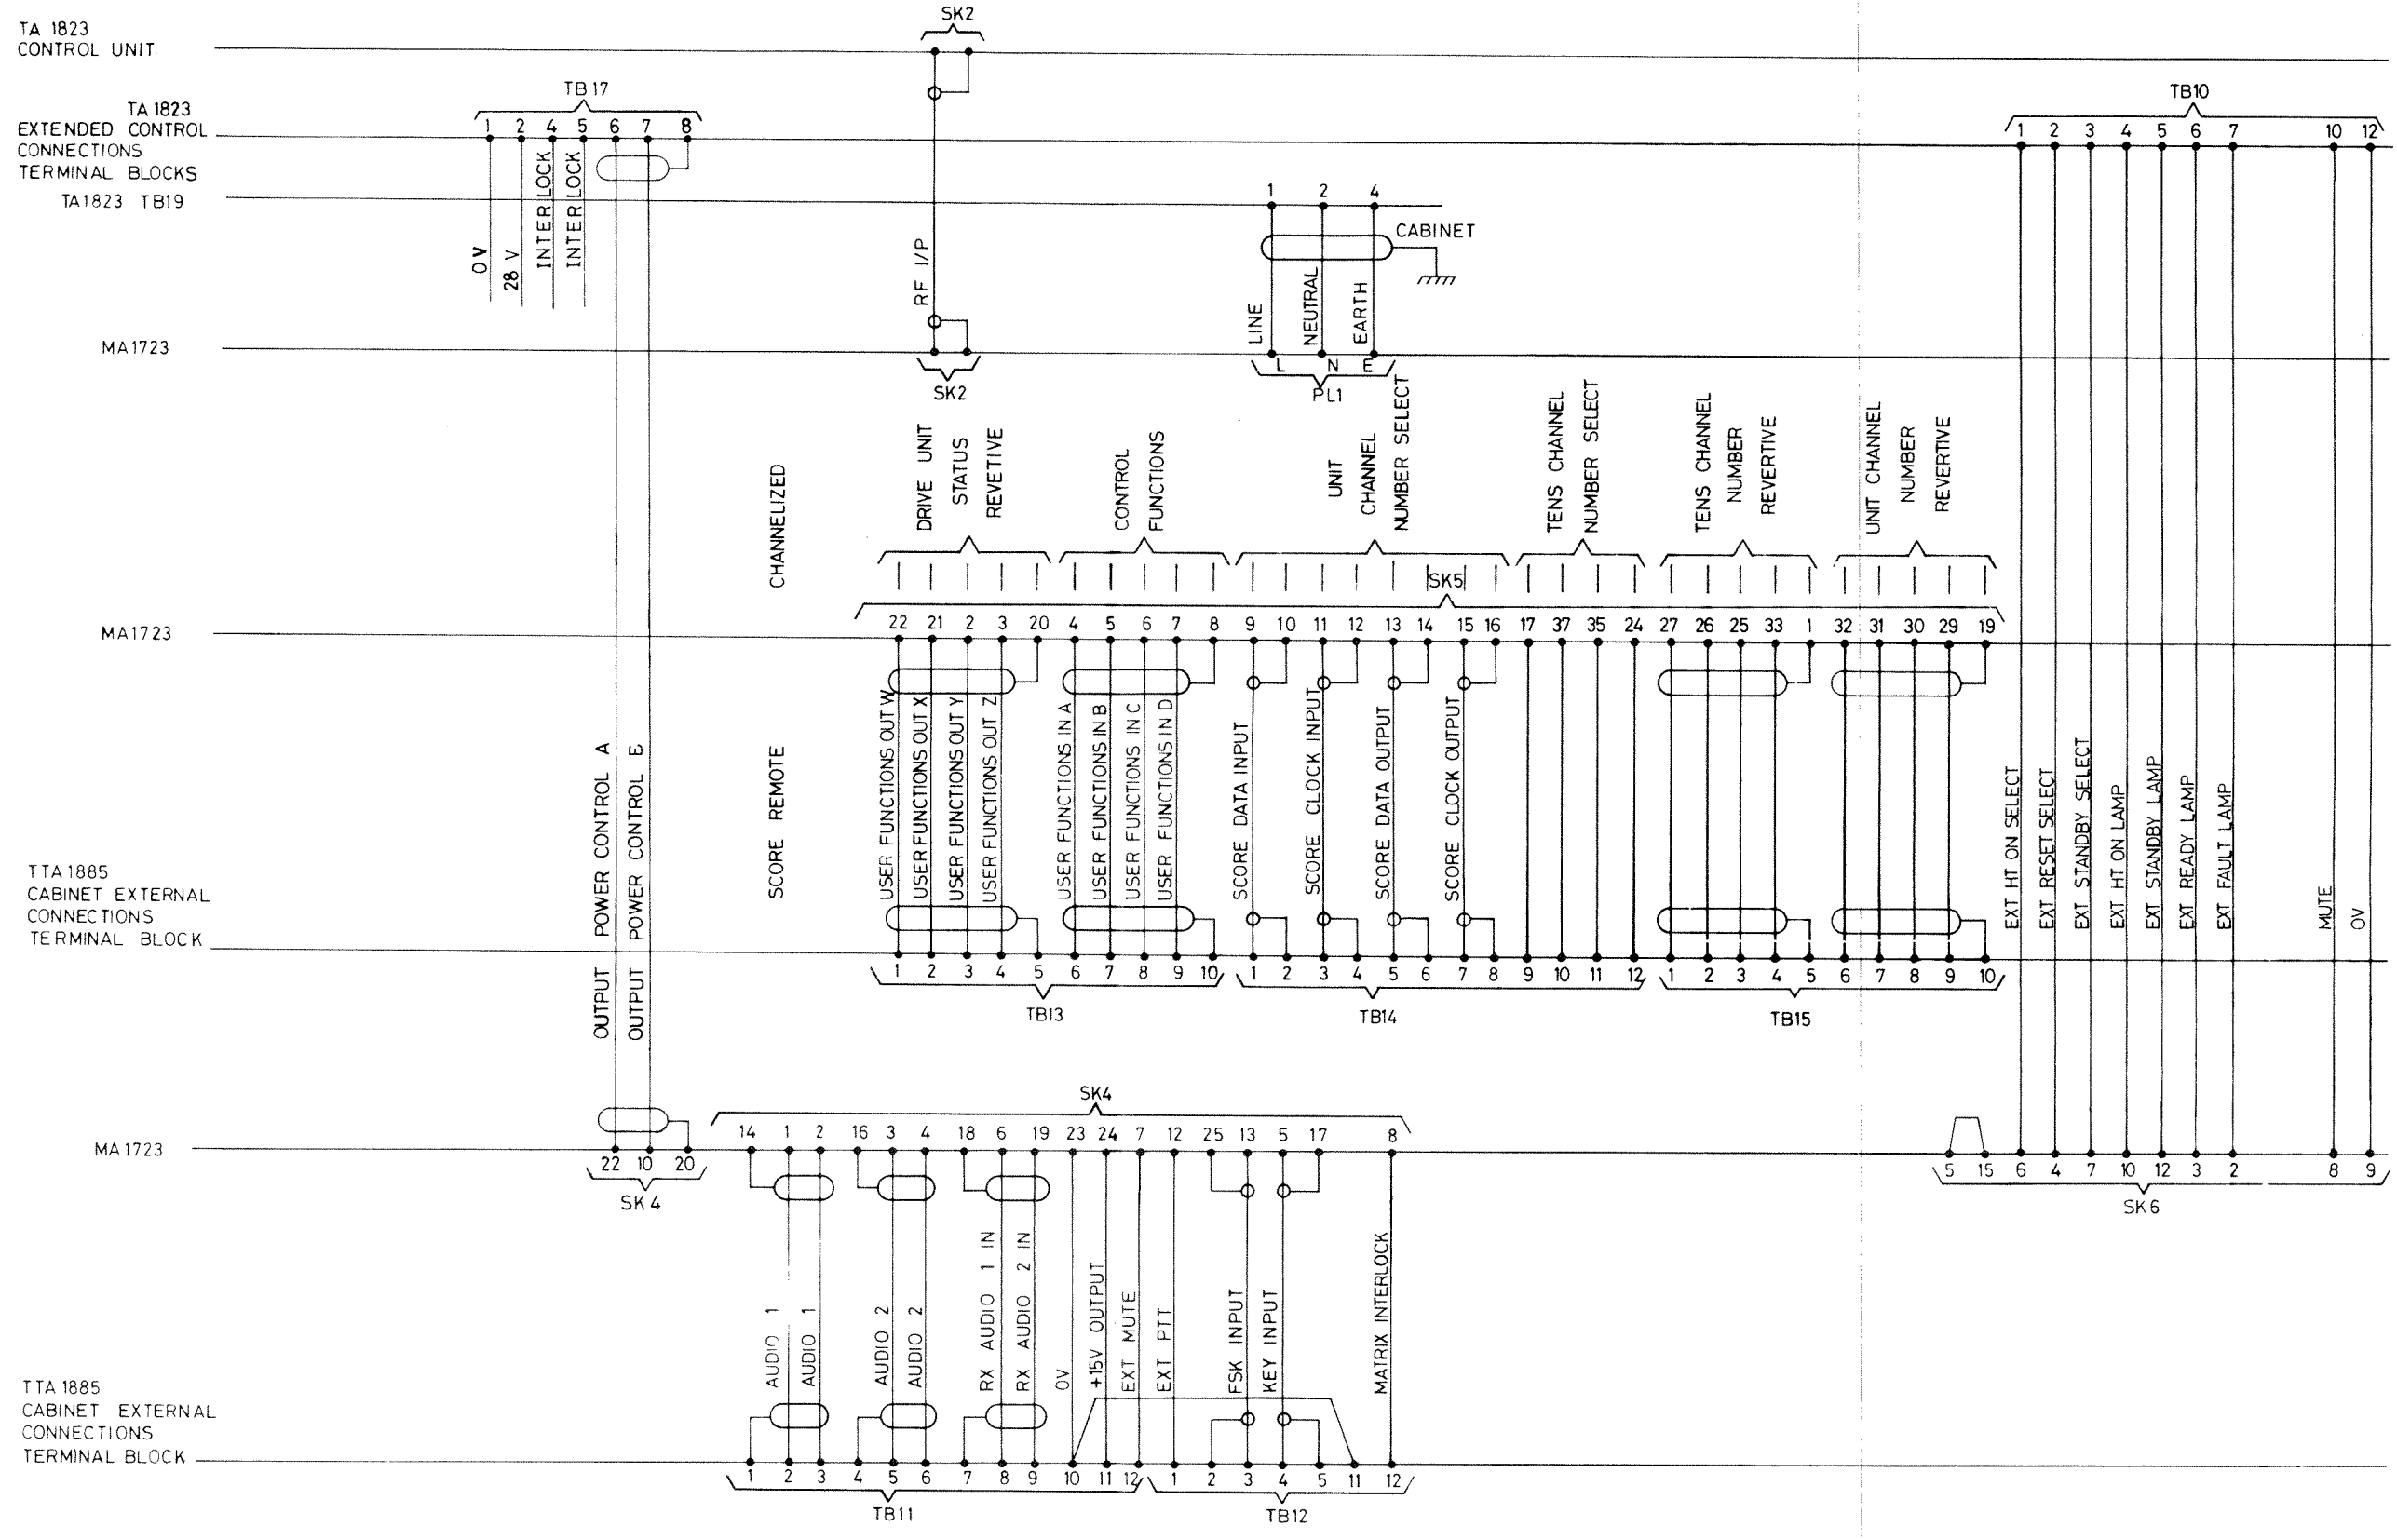 SK2
TA 1823
CONTROL UNIT
TB 17
TB10
TA 1823
EXTENDED CONTROL
CONNECTIONS
TERMINAL BLOCKS
1 2 4 5 6 7 8
1 2 3 4 5 6 7 10 12
TA1823 TB19
1 2 4
CABINET
0 V
28 V
INTERLOCK
INTERLOCK
RF I/P
LINE
NEUTRAL
EARTH
MA1723
L N E
SK2
PL1
CHANNELIZED
DRIVE UNIT
STATUS
REVETIVE
CONTROL
FUNCTIONS
UNIT
CHANNEL
NUMBER SELECT
TENS CHANNEL
NUMBER SELECT
TENS CHANNEL
NUMBER
REVERTIVE
UNIT CHANNEL
NUMBER
REVERTIVE
SK5
MA1723
22 21 2 3 20 4 5 6 7 8 9 10 11 12 13 14 15 16 17 37 35 24 27 26 25 33 1 32 31 30 29 19
OUTPUT POWER CONTROL A
OUTPUT POWER CONTROL B
SCORE REMOTE
USER FUNCTIONS OUT W
USER FUNCTIONS OUT X
USER FUNCTIONS OUT Y
USER FUNCTIONS OUT Z
USER FUNCTIONS IN A
USER FUNCTIONS IN B
USER FUNCTIONS IN C
USER FUNCTIONS IN D
SCORE DATA INPUT
SCORE CLOCK INPUT
SCORE DATA OUTPUT
SCORE CLOCK OUTPUT
EXT HT ON SELECT
EXT RESET SELECT
EXT STANDBY SELECT
EXT HT ON LAMP
EXT STANDBY LAMP
EXT READY LAMP
EXT FAULT LAMP
MUTE
0V
TTA 1885
CABINET EXTERNAL
CONNECTIONS
TERMINAL BLOCK
1 2 3 4 5 6 7 8 9 10
1 2 3 4 5 6 7 8 9 10 11 12
1 2 3 4 5 6 7 8 9 10
TB13
TB14
TB15
SK4
14 1 2 16 3 4 18 6 19 23 24 7 12 25 13 5 17 8
MA1723
22 10 20
SK 4
5 15 6 4 7 10 12 3 2 8 9
SK 6
AUDIO 1
AUDIO 1
AUDIO 2
AUDIO 2
RX AUDIO 1 IN
RX AUDIO 2 IN
0V
+15V OUTPUT
EXT MUTE
EXT PTT
FSK INPUT
KEY INPUT
MATRIX INTERLOCK
TTA 1885
CABINET EXTERNAL
CONNECTIONS
TERMINAL BLOCK
1 2 3 4 5 6 7 8 9 10 11 12
1 2 3 4 5 11 12
TB11
TB12